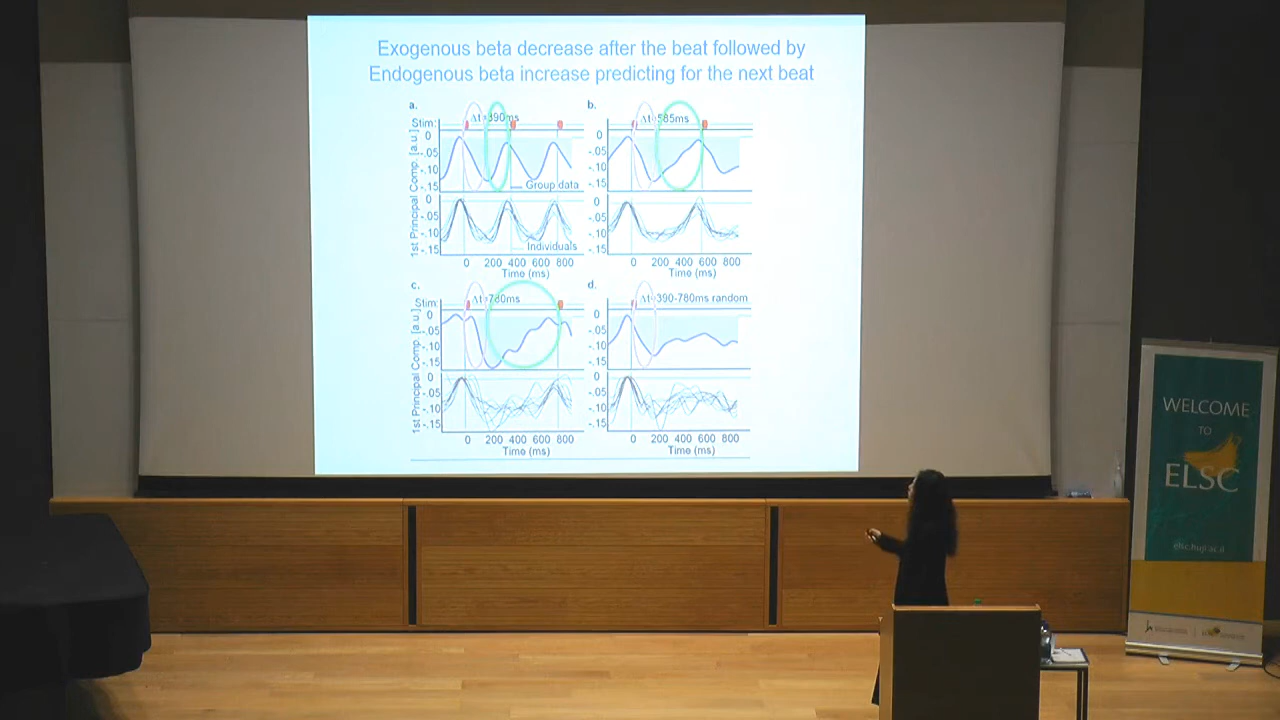 Exogenous beta decrease after the beat followed by
Endogenous beta increase predicting for the next beat
a.
Stim:
Δt=390ms
0
-.05
-.10
-.15
Group data
1st Principal Comp. [a.u.]
0
-.05
-.10
-.15
Individuals
0 200 400 600 800
Time (ms)
b.
Δt=585ms
0
-.05
-.10
-.15
0
-.05
-.10
-.15
0 200 400 600 800
Time (ms)
c.
Stim:
Δt=780ms
0
-.05
-.10
-.15
1st Principal Comp. [a.u.]
0
-.05
-.10
-.15
0 200 400 600 800
Time (ms)
d.
Δt=390-780ms random
0
-.05
-.10
-.15
0
-.05
-.10
-.15
0 200 400 600 800
Time (ms)
WELCOME
TO
ELSC
elsc.huji.ac.il